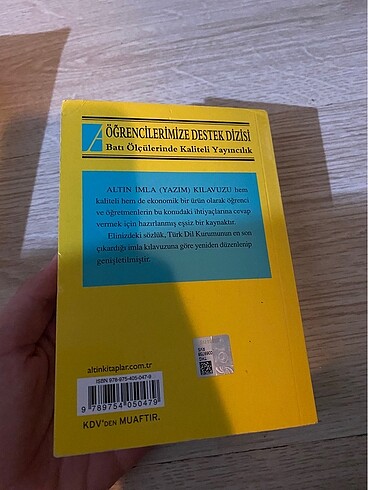 ÖĞRENCİLERİMİZE DESTEK DİZİSİ
Batı Ölçülerinde Kaliteli Yayıncılık
ALTIN İMLA (YAZIM) KILAVUZU hem
kaliteli hem de ekonomik bir ürün olarak öğrenci
ve öğretmenlerin bu konudaki ihtiyaçlarına cevap
vermek için hazırlanmış eşsiz bir kaynaktır.
Elinizdeki sözlük, Türk Dil Kurumunun en son
çıkardığı imla kılavuzuna göre yeniden düzenlenip
genişletilmiştir.
altinkitaplar.com.tr
ISBN 978-975-405-047-9
9 789754 050479
KDV'DEN MUAFTIR.